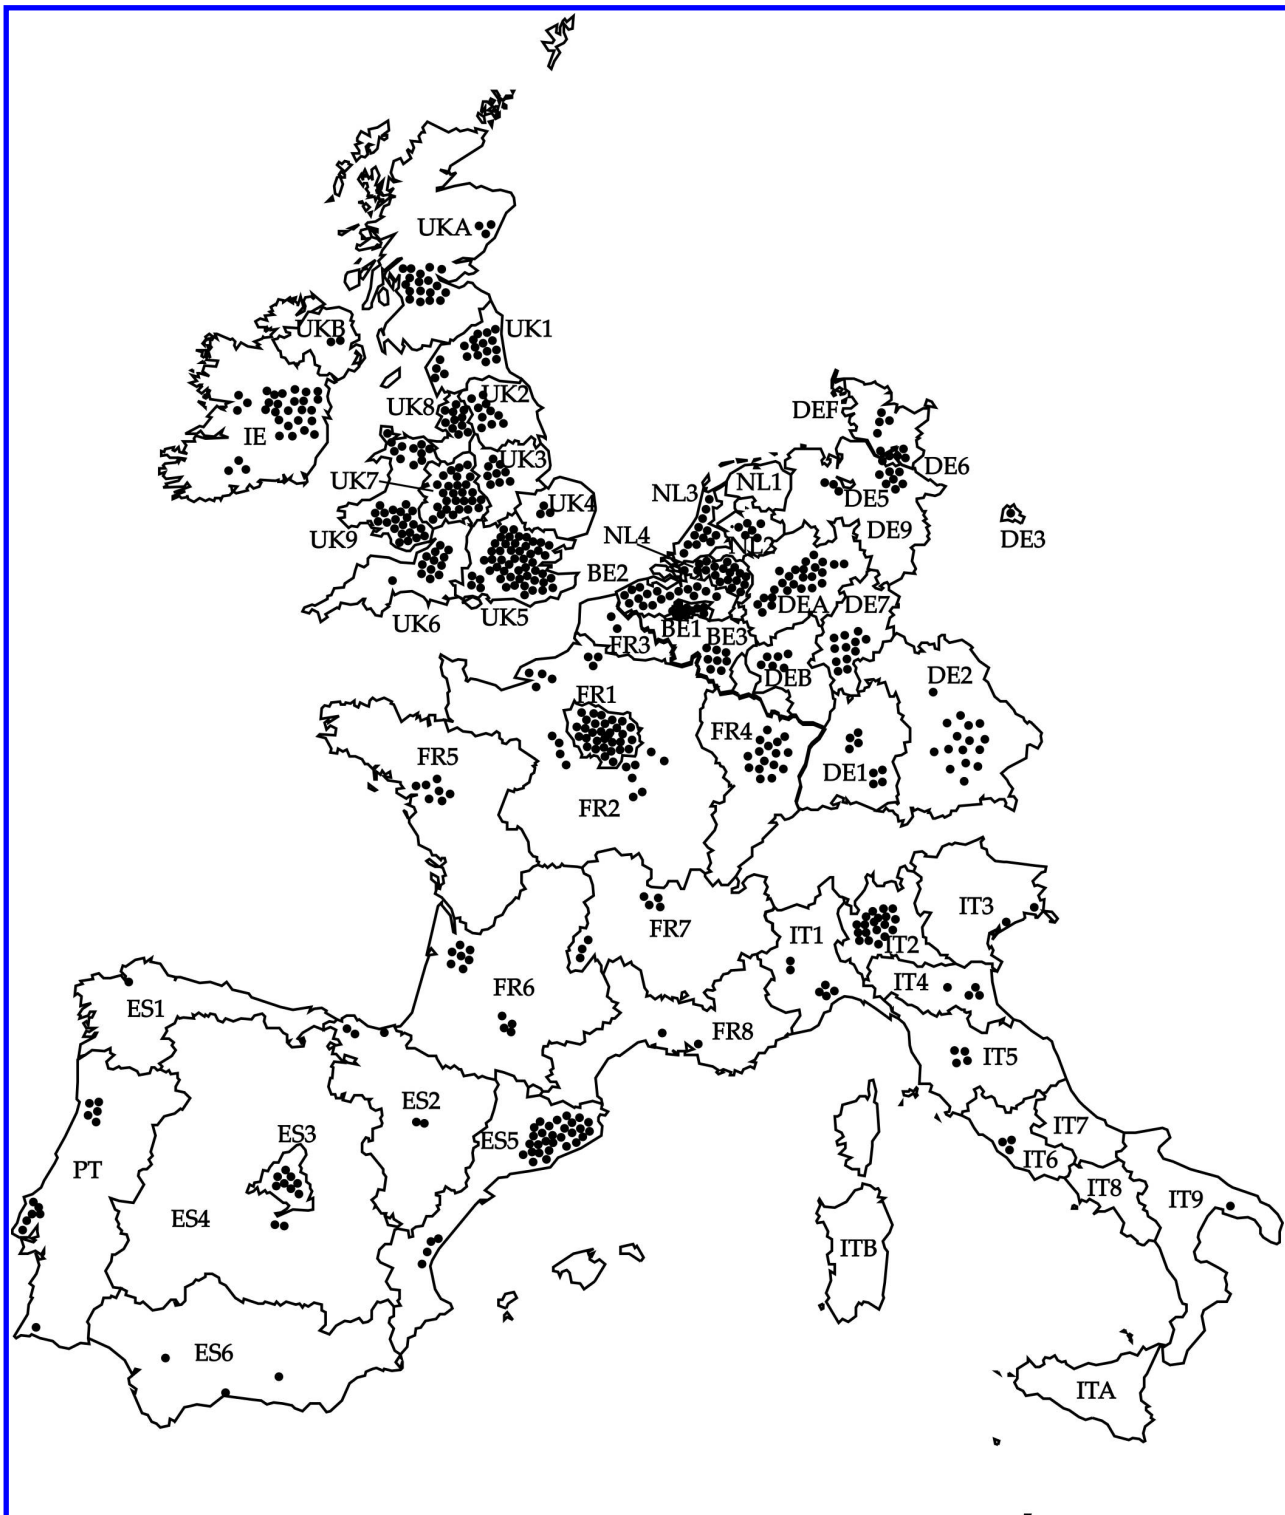 UKA
UKB
UK1
UK8
UK2
IE
UK7
UK3
UK4
UK9
UK6
UK5
DEF
DE6
NL3
NL1
DE5
DE9
DE3
NL4
NL2
BE2
DEA
DE7
BE1
BE3
FR3
DEB
DE2
FR1
FR4
FR5
DE1
FR2
IT3
IT1
FR7
IT2
IT4
FR6
ES1
FR8
IT5
ES2
ES3
ES5
IT7
PT
IT6
IT8
ES4
IT9
ITB
ES6
ITA